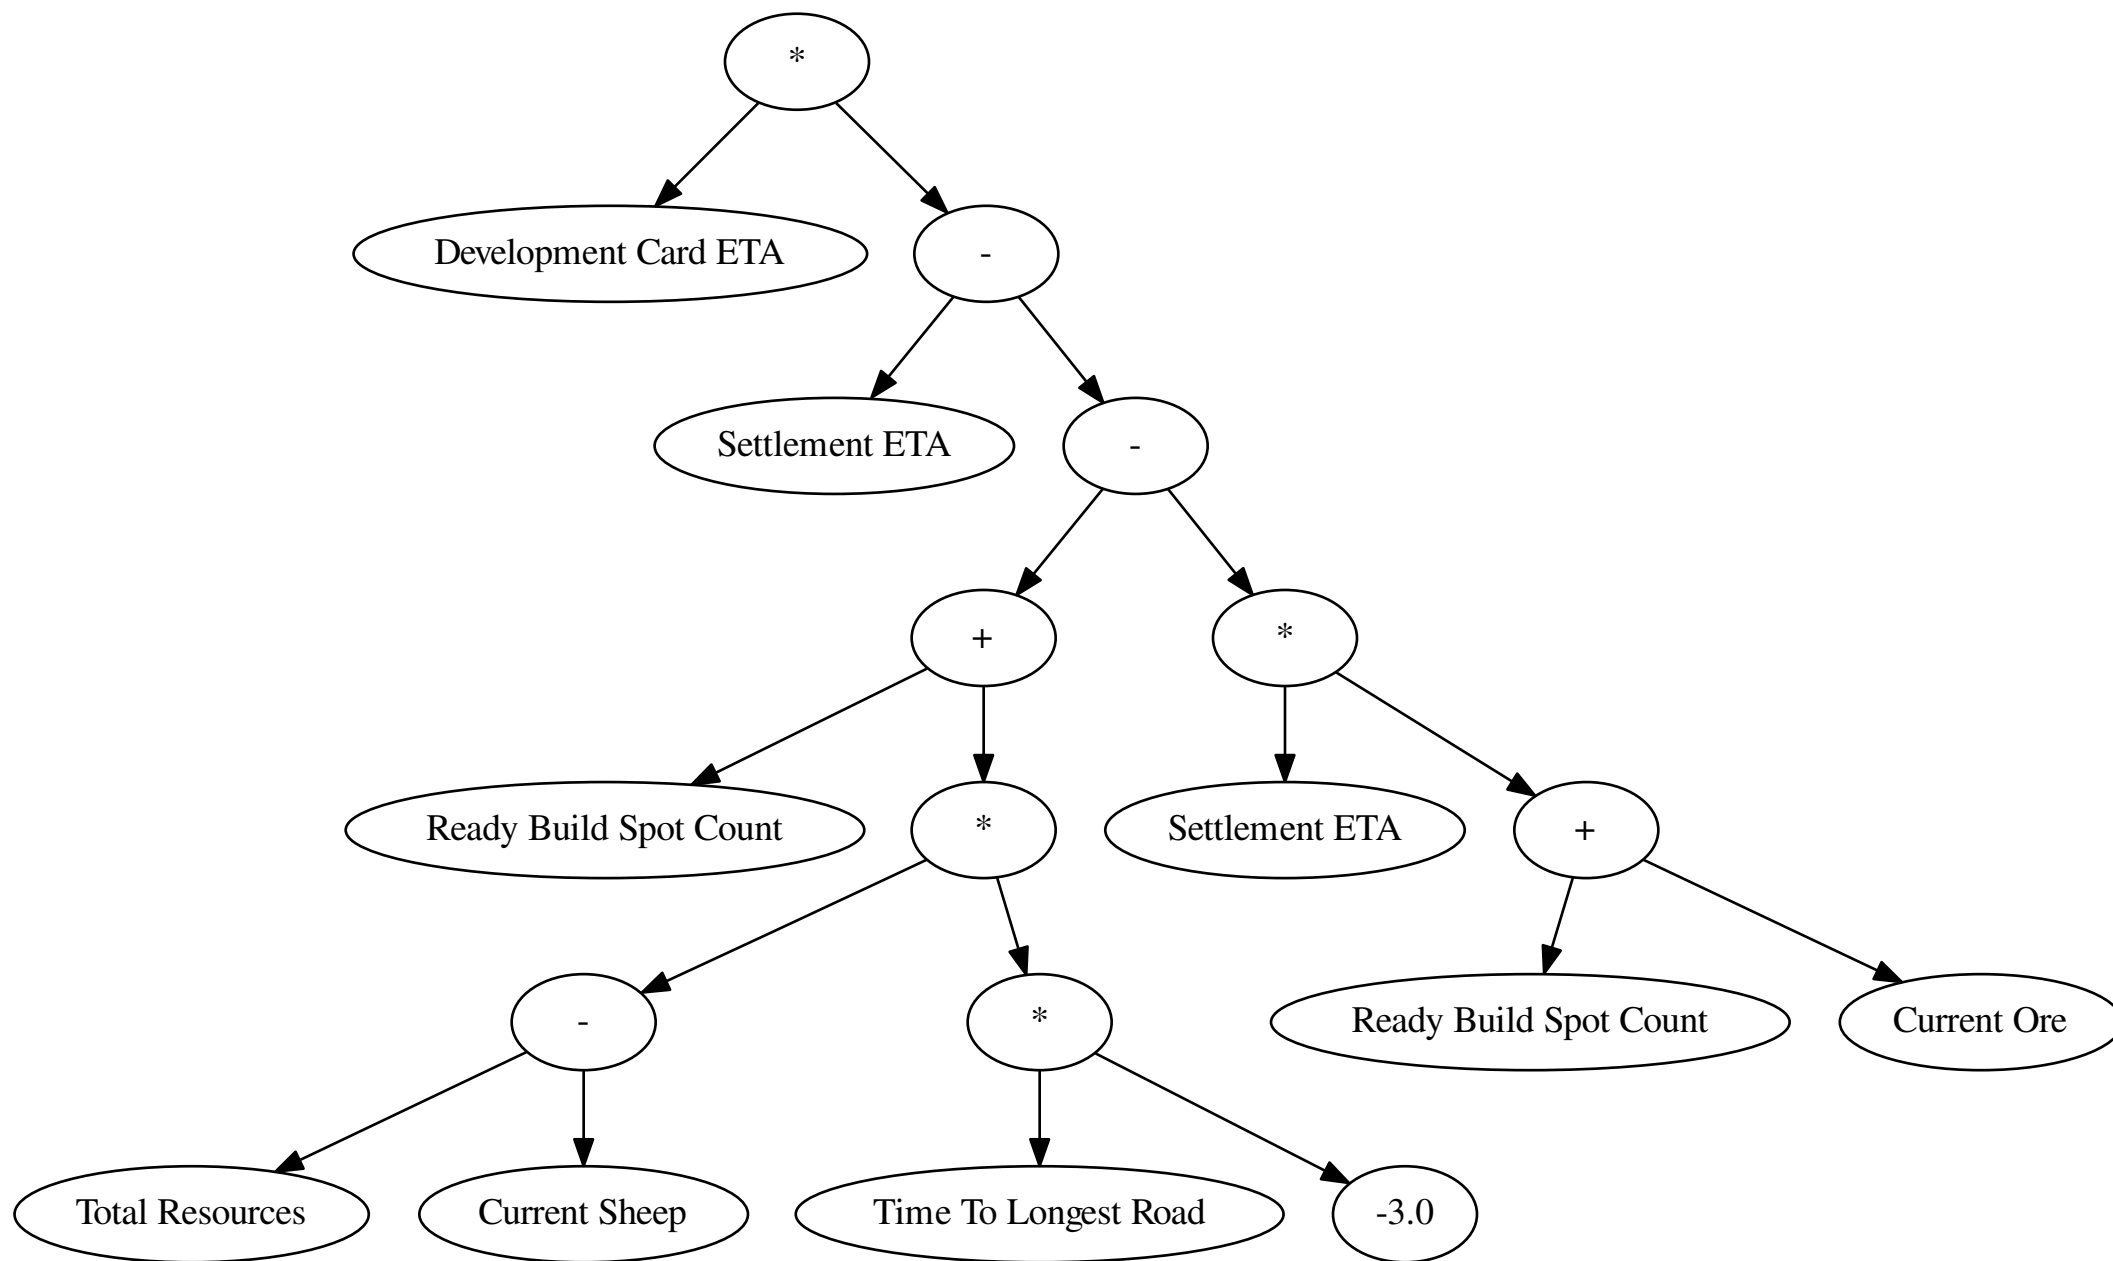 *
Development Card ETA
-
Settlement ETA
-
+
*
Ready Build Spot Count
*
Settlement ETA
+
-
*
Ready Build Spot Count
Current Ore
Total Resources
Current Sheep
Time To Longest Road
-3.0